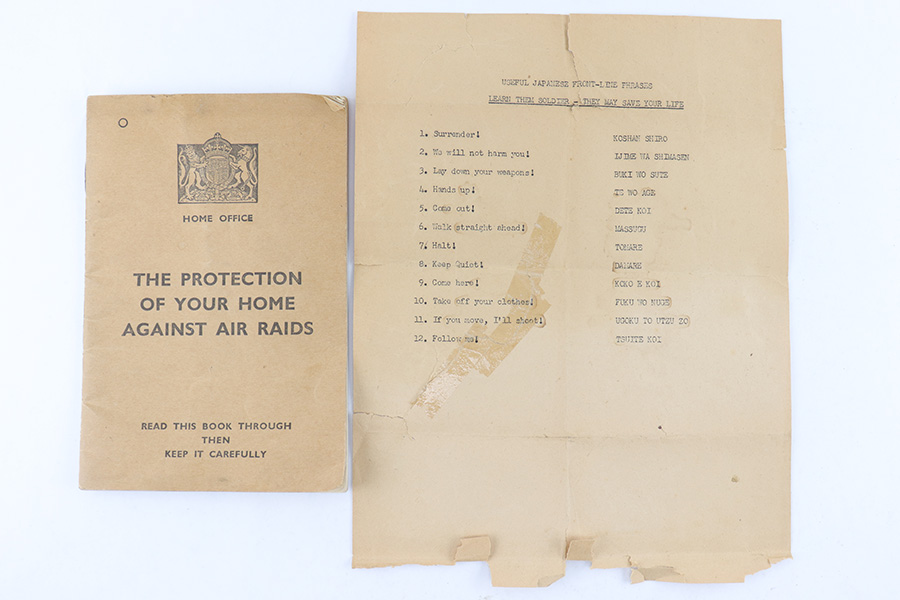 HOME OFFICE
THE PROTECTION
OF YOUR HOME
AGAINST AIR RAIDS
READ THIS BOOK THROUGH
THEN
KEEP IT CAREFULLY
USEFUL JAPANESE FRONT-LINE PHRASES
LEARN THEM SOLDIER - THEY MAY SAVE YOUR LIFE
1. Surrender! KOSHAN SHIRO
2. We will not harm you! IJIME WA SHIMASEN
3. Lay down your weapons! BUKI WO SUTE
4. Hands up! TE WO AGE
5. Come out! DETE KOI
6. Walk straight ahead! MASSUGU
7. Halt! TOMARE
8. Keep Quiet! DAMARE
9. Come here! KOKO E KOI
10. Take off your clothes! FUKU WO NUGE
11. If you move, I'll shoot! UGOKU TO UTZU ZO
12. Follow me! TSUITE KOI